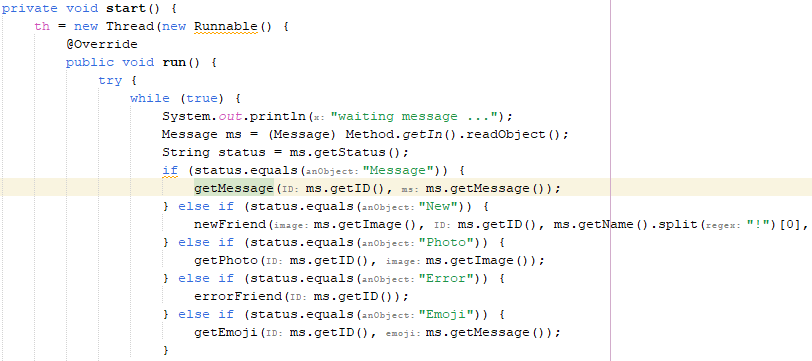 private void start() {
th = new Thread(new Runnable() {
@Override
public void run() {
try {
while (true) {
System.out.println(x: "waiting message ...");
Message ms = (Message) Method.getIn().readObject();
String status = ms.getStatus();
if (status.equals(anObject: "Message")) {
getMessage(ID: ms.getID(), ms: ms.getMessage());
} else if (status.equals(anObject: "New")) {
newFriend(image: ms.getImage(), ID: ms.getID(), ms.getName().split(regex: "!")[0],
} else if (status.equals(anObject: "Photo")) {
getPhoto(ID: ms.getID(), image: ms.getImage());
} else if (status.equals(anObject: "Error")) {
errorFriend(ID: ms.getID());
} else if (status.equals(anObject: "Emoji")) {
getEmoji(ID: ms.getID(), emoji: ms.getMessage());
}